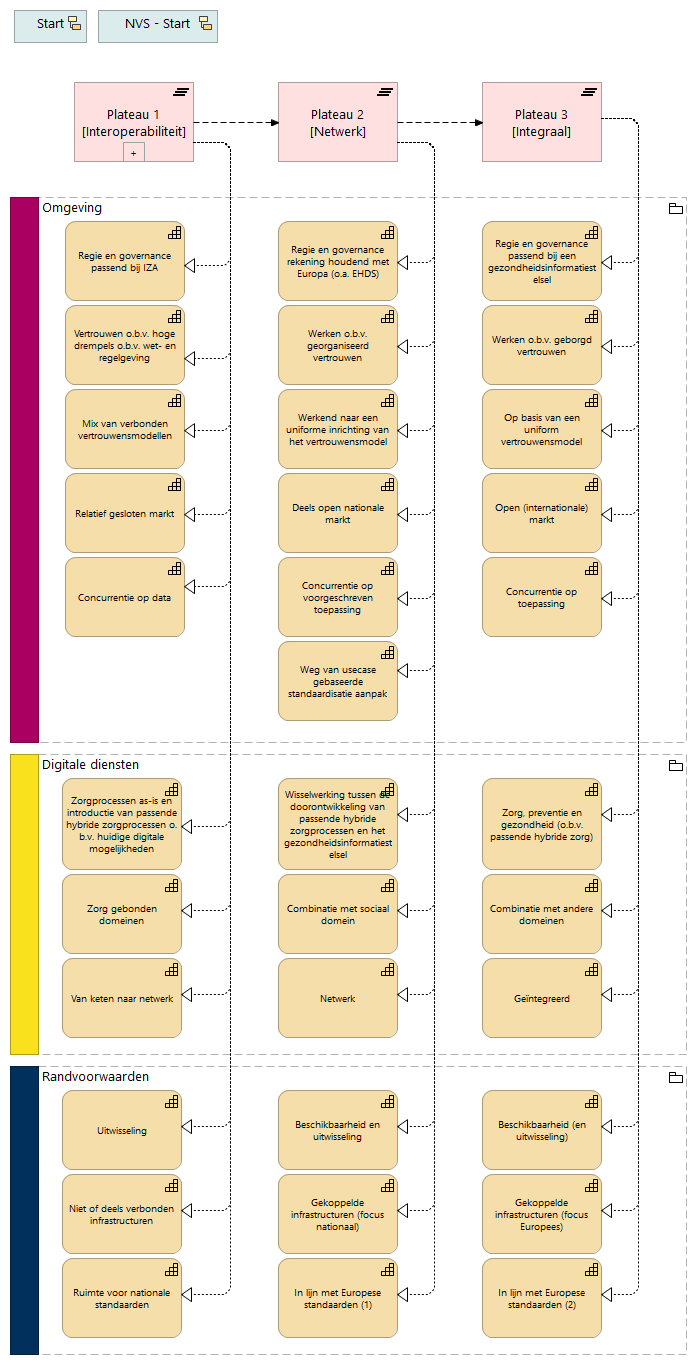 Start
NVS - Start
Plateau 1
[Interoperabiliteit]
+
Plateau 2
[Netwerk]
Plateau 3
[Integraal]
Omgeving
Regie en governance
passend bij IZA
Regie en governance
rekening houdend met
Europa (o.a. EHDS)
Regie en governance
passend bij een
gezondheidsinformatiest
elsel
Vertrouwen o.b.v. hoge
drempels o.b.v. wet- en
regelgeving
Werken o.b.v.
georganiseerd
vertrouwen
Werken o.b.v. geborgd
vertrouwen
Mix van verbonden
vertrouwensmodellen
Werkend naar een
uniforme inrichting van
het vertrouwensmodel
Op basis van een
uniform
vertrouwensmodel
Relatief gesloten markt
Deels open nationale
markt
Open (internationale)
markt
Concurrentie op data
Concurrentie op
voorgeschreven
toepassing
Concurrentie op
toepassing
Weg van usecase
gebaseerde
standaardisatie aanpak
Digitale diensten
Zorgprocessen as-is en
introductie van passende
hybride zorgprocessen o.
b.v. huidige digitale
mogelijkheden
Wisselwerking tussen de
doorontwikkeling van
passende hybride
zorgprocessen en het
gezondheidsinformatiest
elsel
Zorg, preventie en
gezondheid (o.b.v.
passende hybride zorg)
Zorg gebonden
domeinen
Combinatie met sociaal
domein
Combinatie met andere
domeinen
Van keten naar netwerk
Netwerk
Geïntegreerd
Randvoorwaarden
Uitwisseling
Beschikbaarheid en
uitwisseling
Beschikbaarheid (en
uitwisseling)
Niet of deels verbonden
infrastructuren
Gekoppelde
infrastructuren (focus
nationaal)
Gekoppelde
infrastructuren (focus
Europees)
Ruimte voor nationale
standaarden
In lijn met Europese
standaarden (1)
In lijn met Europese
standaarden (2)